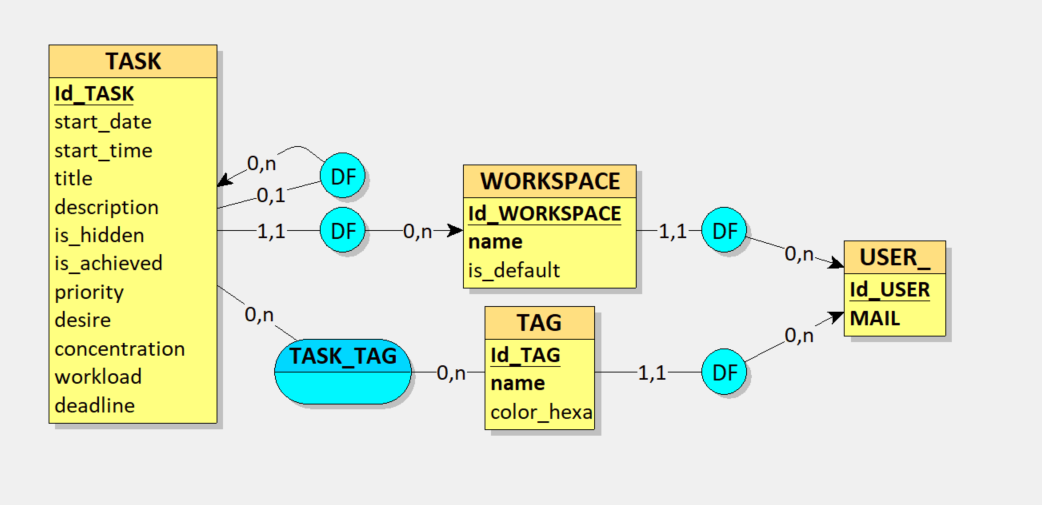 TASK
Id_TASK
start_date
start_time
title
description
is_hidden
is_achieved
priority
desire
concentration
workload
deadline
0,n
DF
0,1
1,1
DF
0,n
WORKSPACE
Id_WORKSPACE
name
is_default
1,1
DF
0,n
USER_
Id_USER
MAIL
0,n
TASK_TAG
0,n
TAG
Id_TAG
name
color_hexa
1,1
DF
0,n